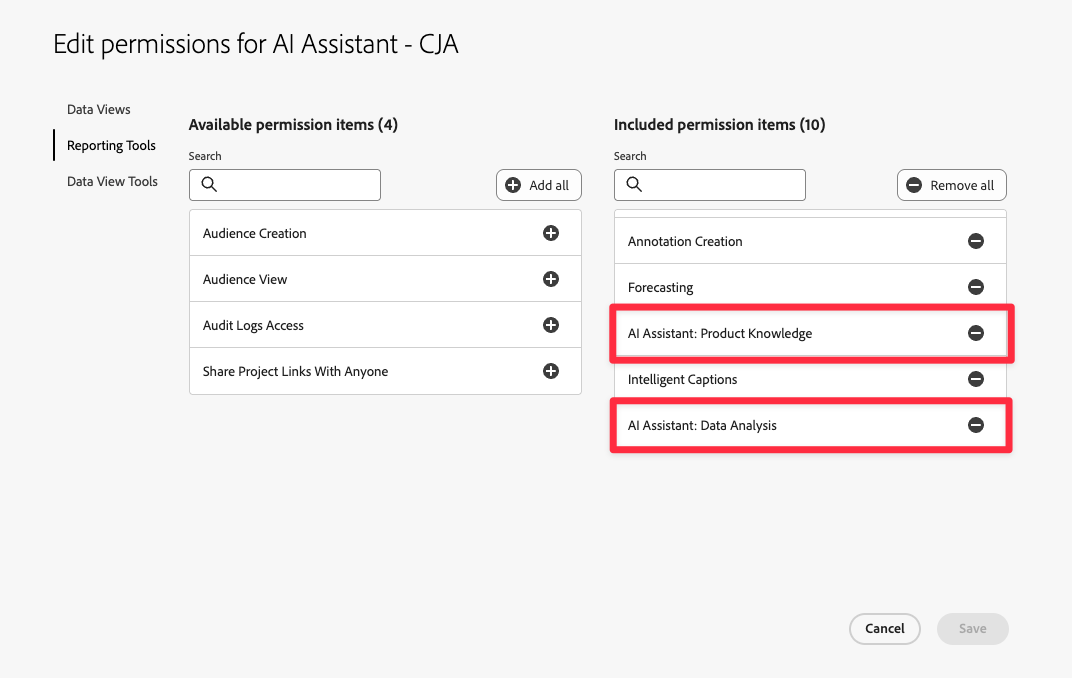 Edit permissions for AI Assistant - CJA
Data Views
Reporting Tools
Data View Tools
Available permission items (4)
Search
Add all
Audience Creation
Audience View
Audit Logs Access
Share Project Links With Anyone
Included permission items (10)
Search
Remove all
Annotation Creation
Forecasting
AI Assistant: Product Knowledge
Intelligent Captions
AI Assistant: Data Analysis
Cancel
Save